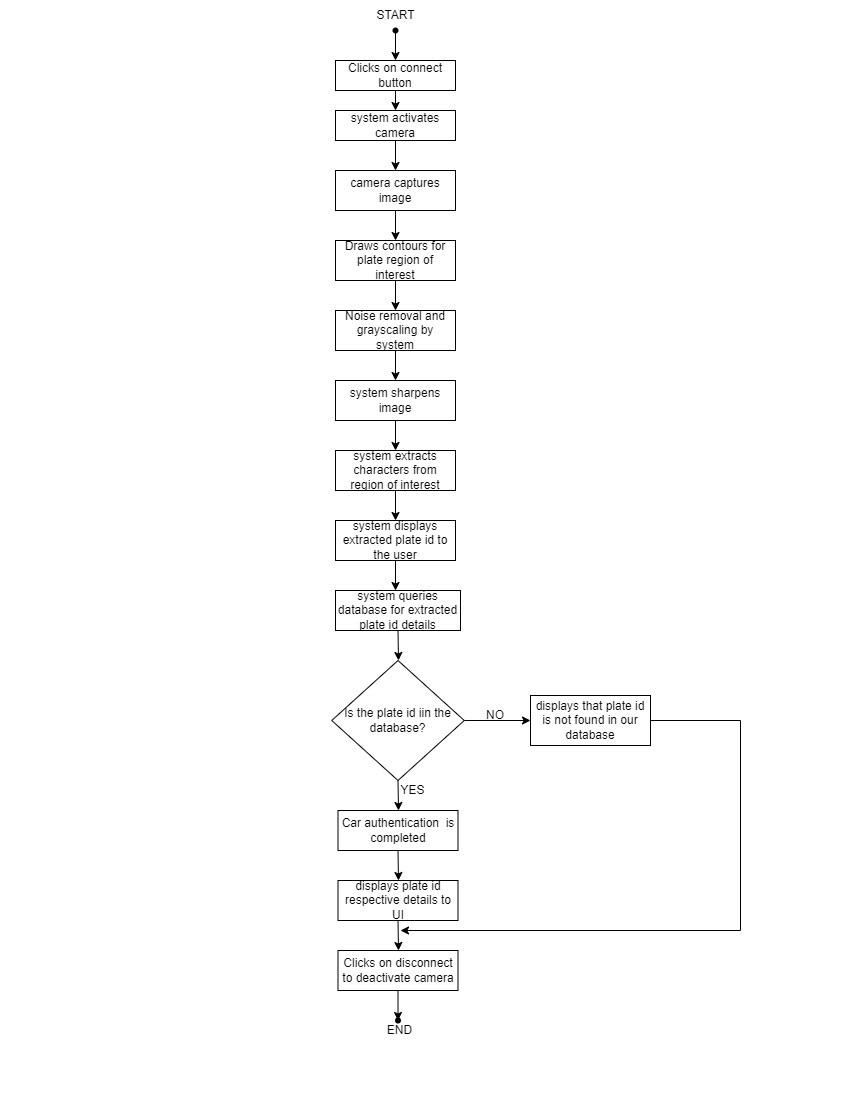 START
Clicks on connect
button
system activates
camera
camera captures
image
Draws contours for
plate region of
interest
Noise removal and
grayscaling by
system
system sharpens
image
system extracts
characters from
region of interest
system displays
extracted plate id to
the user
system queries
database for extracted
plate id details
Is the plate id iin the
database?
NO
displays that plate id
is not found in our
database
YES
Car authentication is
completed
displays plate id
respective details to
UI
Clicks on disconnect
to deactivate camera
END